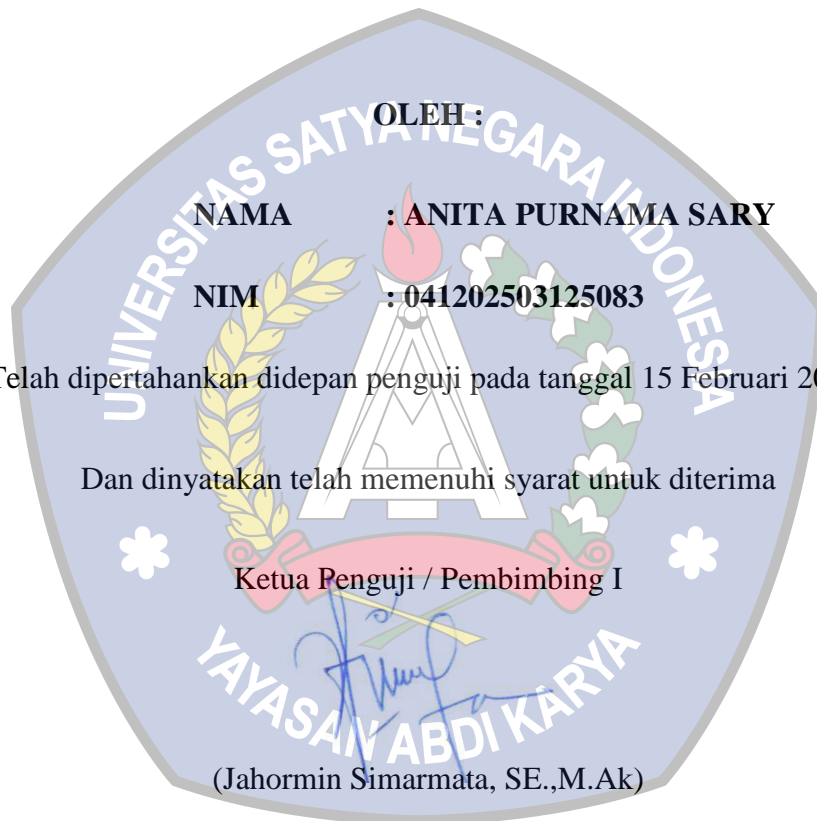 OLEH :
UNIVERSITAS SATYA NEGARA INDONESIA
NAMA : ANITA PURNAMA SARY
NIM : 041202503125083
Telah dipertahankan didepan penguji pada tanggal 15 Februari
Dan dinyatakan telah memenuhi syarat untuk diterima
Ketua Penguji / Pembimbing I
YAYASAN ABDI KARYA
(Jahormin Simarmata, SE.,M.Ak)